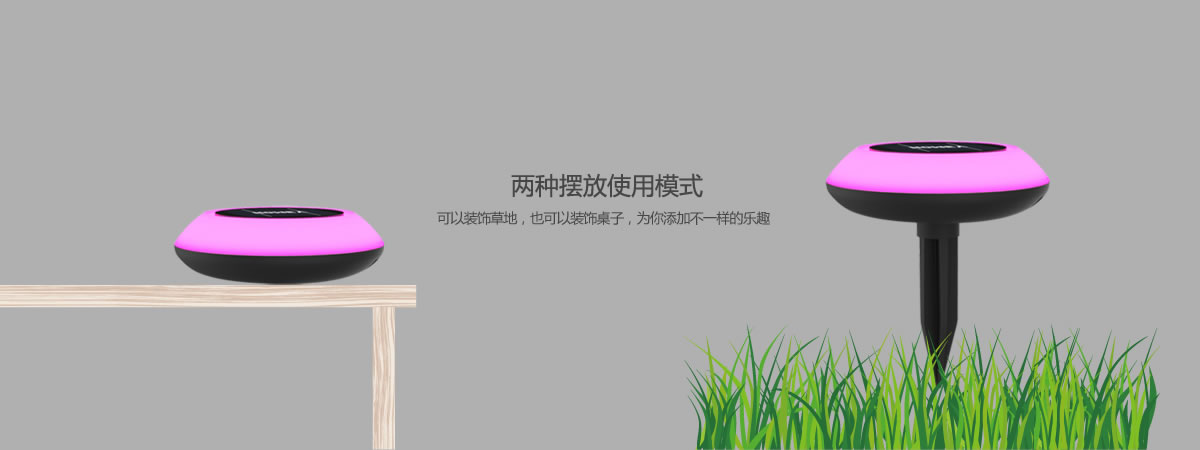 两种摆放使用模式
可以装饰草地，也可以装饰桌子，为你添加不一样的乐趣